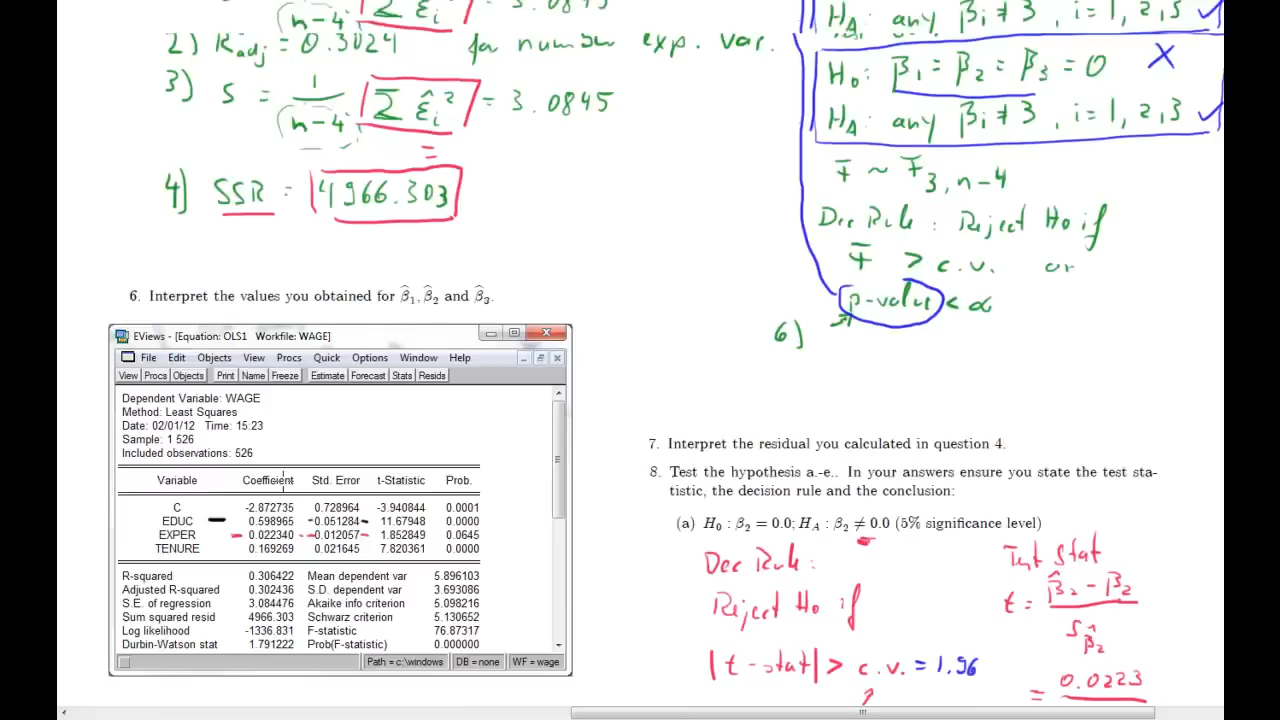 n-4 Σ ε̂i = 3.0845
2) R̄adj = 0.3024 for number exp. var.
3) S = 1/(n-4) Σ ε̂i² = 3.0845
4) SSR = 4966.303
6. Interpret the values you obtained for β̂1, β̂2 and β̂3.
EViews - [Equation: OLS1 Workfile: WAGE]
File Edit Objects View Procs Quick Options Window Help
View Procs Objects Print Name Freeze Estimate Forecast Stats Resids
Dependent Variable: WAGE
Method: Least Squares
Date: 02/01/12 Time: 15:23
Sample: 1 526
Included observations: 526
Variable Coefficient Std. Error t-Statistic Prob.
C -2.872735 0.728964 -3.940844 0.0001
EDUC 0.598965 0.051284 11.67948 0.0000
EXPER 0.022340 0.012057 1.852849 0.0645
TENURE 0.169269 0.021645 7.820361 0.0000
R-squared 0.306422 Mean dependent var 5.896103
Adjusted R-squared 0.302436 S.D. dependent var 3.693086
S.E. of regression 3.084476 Akaike info criterion 5.098216
Sum squared resid 4966.303 Schwarz criterion 5.130652
Log likelihood -1336.831 F-statistic 76.87317
Durbin-Watson stat 1.791222 Prob(F-statistic) 0.000000
Path = c:\windows DB = none WF = wage
HA: any βi ≠ 3, i = 1, 2, 3
H0: β1 = β2 = β3 = 0 X
HA: any βi ≠ 3, i = 1, 2, 3
F ~ F3, n-4
Dec Rule: Reject Ho if
F > c.v. or
p-value < α
6)
7. Interpret the residual you calculated in question 4.
8. Test the hypothesis a.-e.. In your answers ensure you state the test sta-
tistic, the decision rule and the conclusion:
(a) H0 : β2 = 0.0; HA : β2 ≠ 0.0 (5% significance level)
Dec Rule:
Reject Ho if
|t-stat| > c.v. = 1.96
Test Stat
t = β̂2 - β2
Sβ̂2
= 0.0223